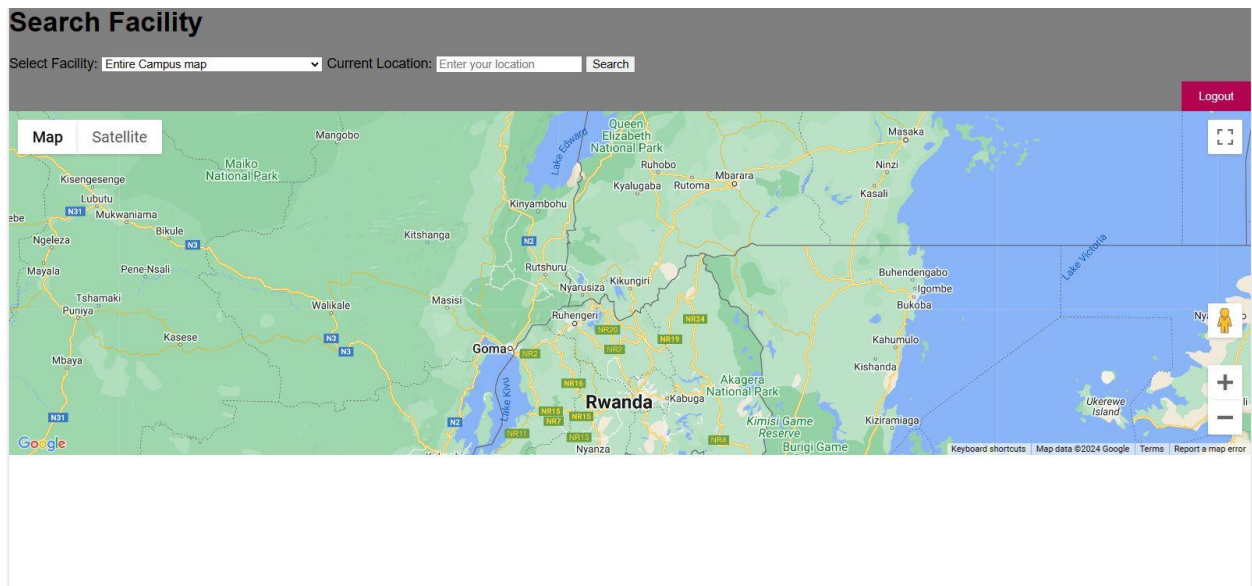 Search Facility
Select Facility: Entire Campus map Current Location: Enter your location Search
Logout
Map Satellite
Mangobo
Queen
Elizabeth
National Park
Lake Edward
Masaka
Maiko
National Park
Ruhobo
Ninzi
Kisengesenge
Mbarara
Kyalugaba Rutoma
Kasali
Lubutu
Kinyambohu
N31 Mukwaniama
Bikule
Kitshanga
N2
Ngeleza
N3
Lake Victoria
Mayala
Pene-Nsali
Rutshuru
Kikungiri
Nyarusiza
Buhendengabo
Igombe
Tshamaki
Puniya
Walikale
Masisi
Bukoba
Ruhengeri
NR24
NR20
Kasese
N3
N3
NR19
Kahumulo
Goma
NR2
NR2
Mbaya
Kishanda
Akagera
National Park
NR16
Lake Kivu
Rwanda
Kabuga
Ukerewe
Island
N31
N2
NR15
NR7
NR15
Kimisi Game
Reserve
Kiziramiaga
NR11
NR13
NR4
Google
Nyanza
Burigi Game
Keyboard shortcuts Map data ©2024 Google Terms Report a map error